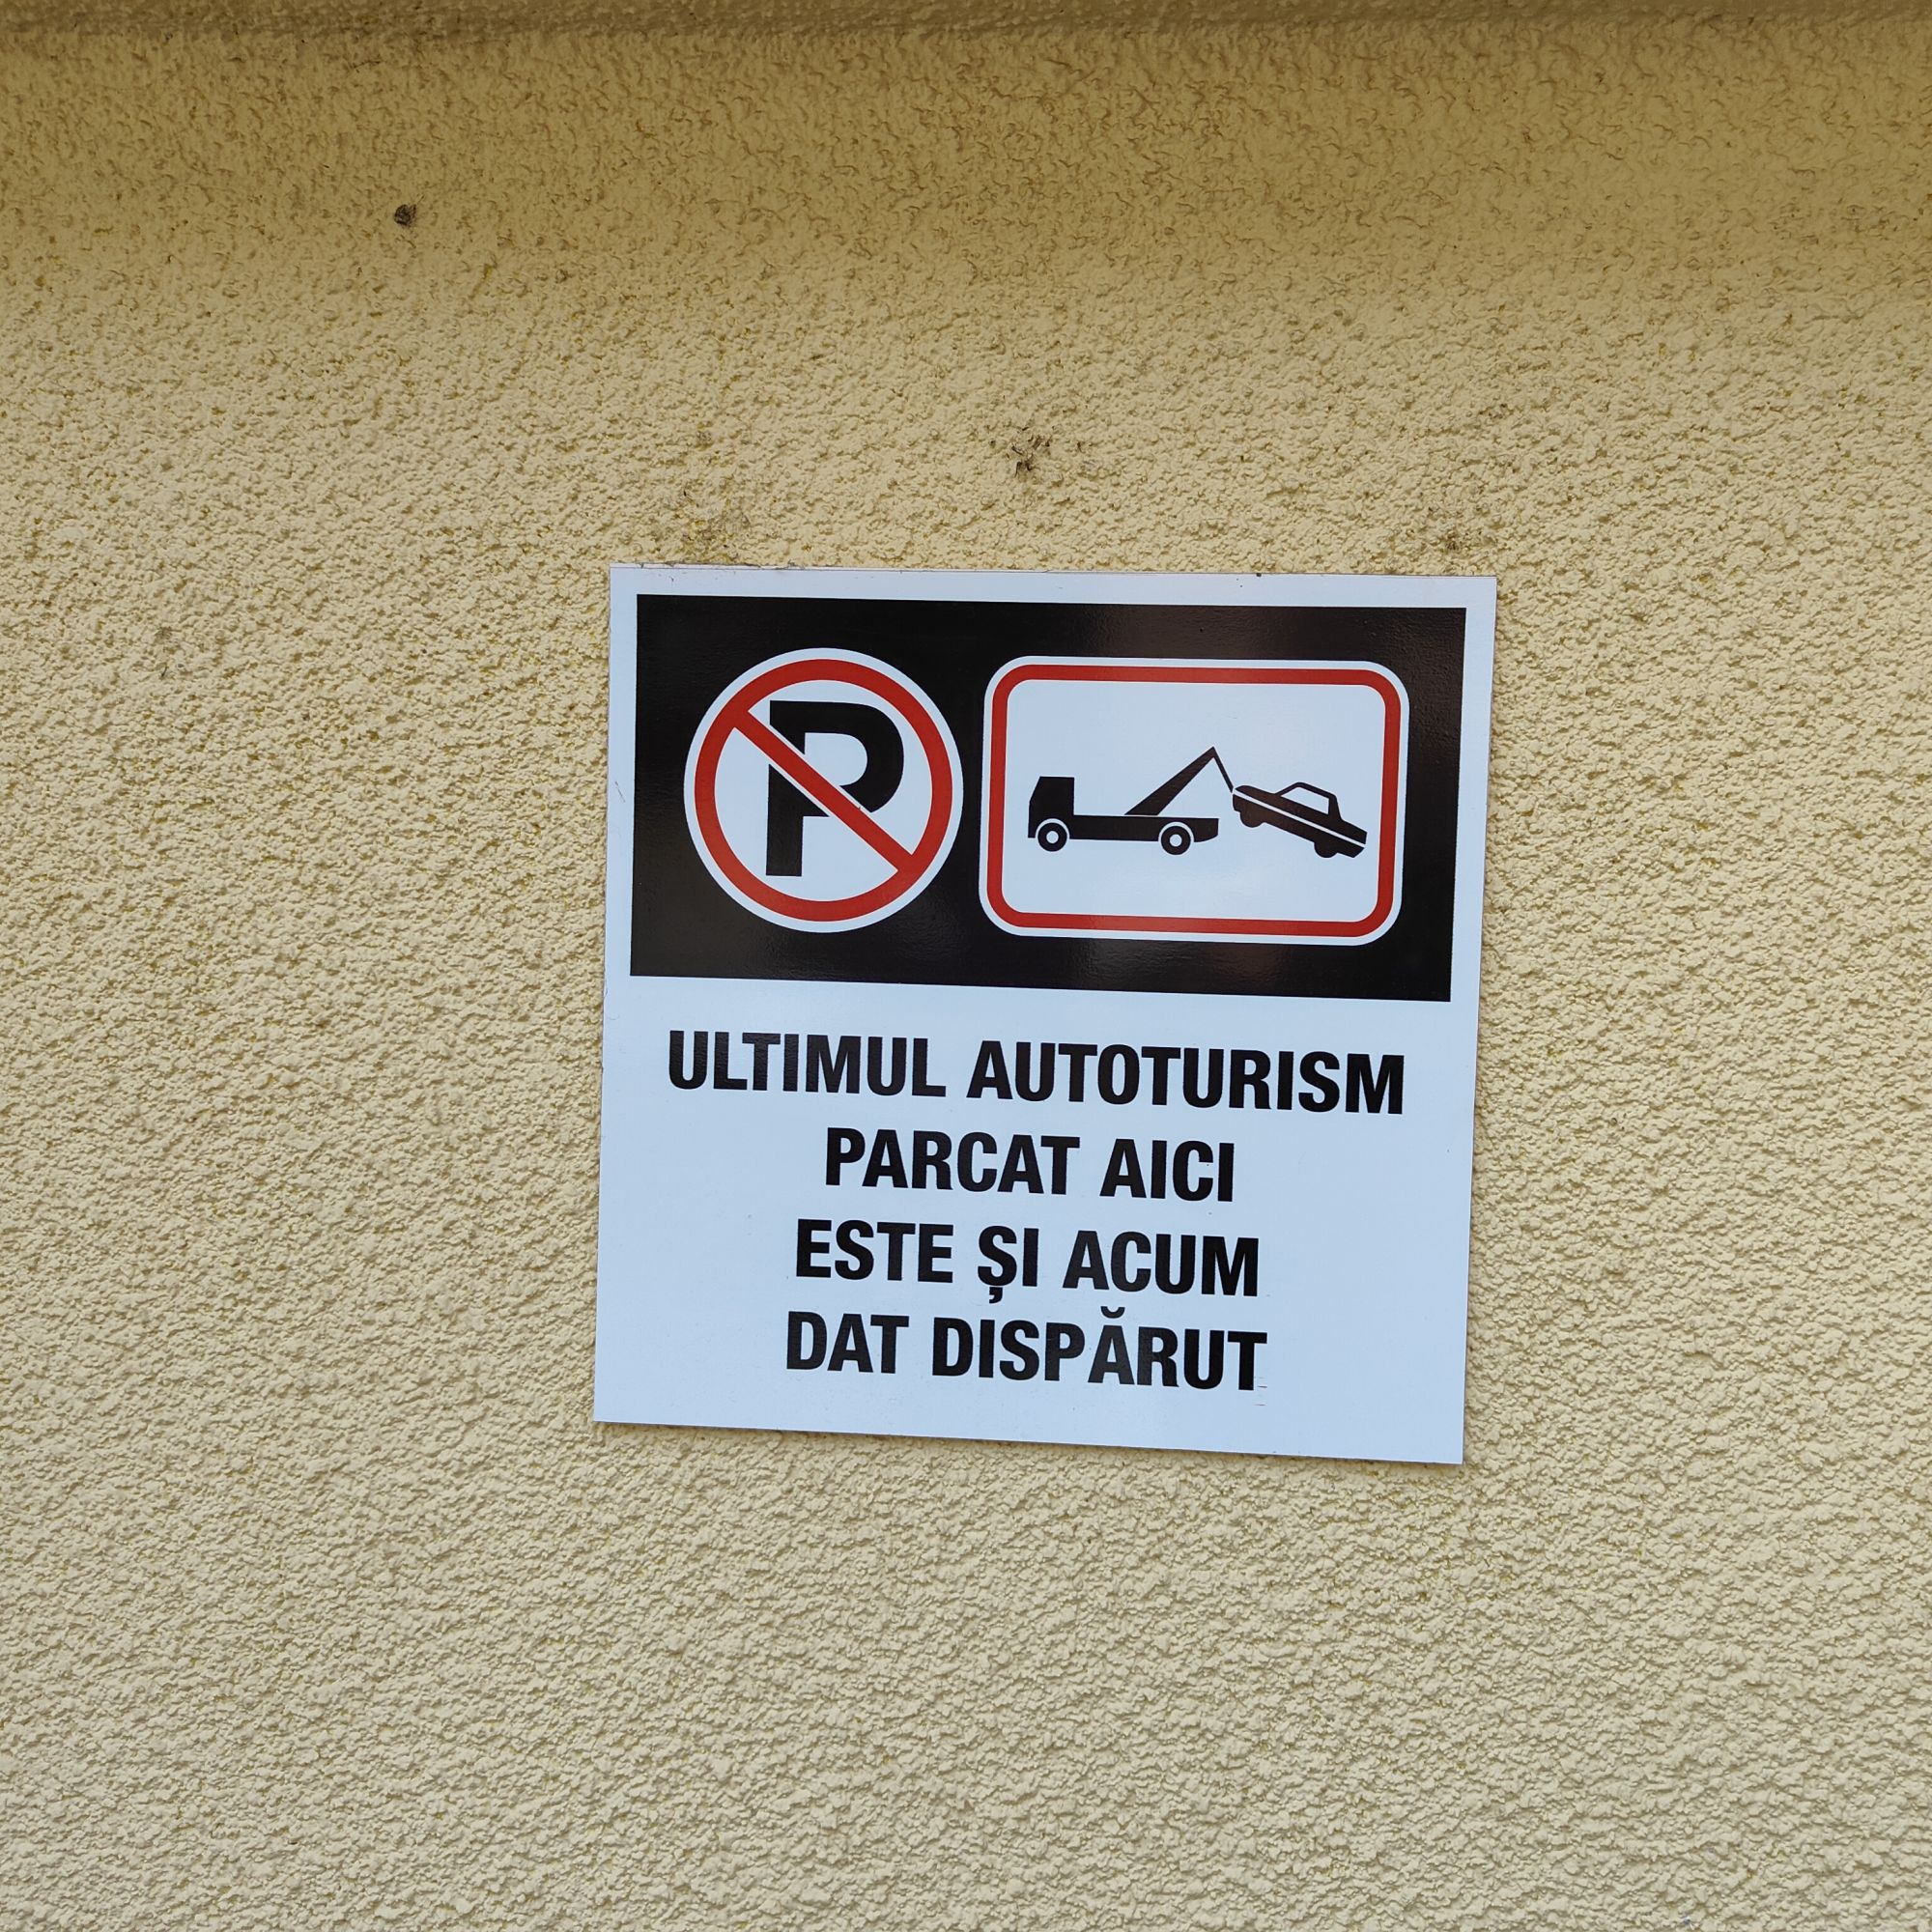 P
ULTIMUL AUTOTURISM
PARCAT AICI
ESTE ȘI ACUM
DAT DISPĂRUT